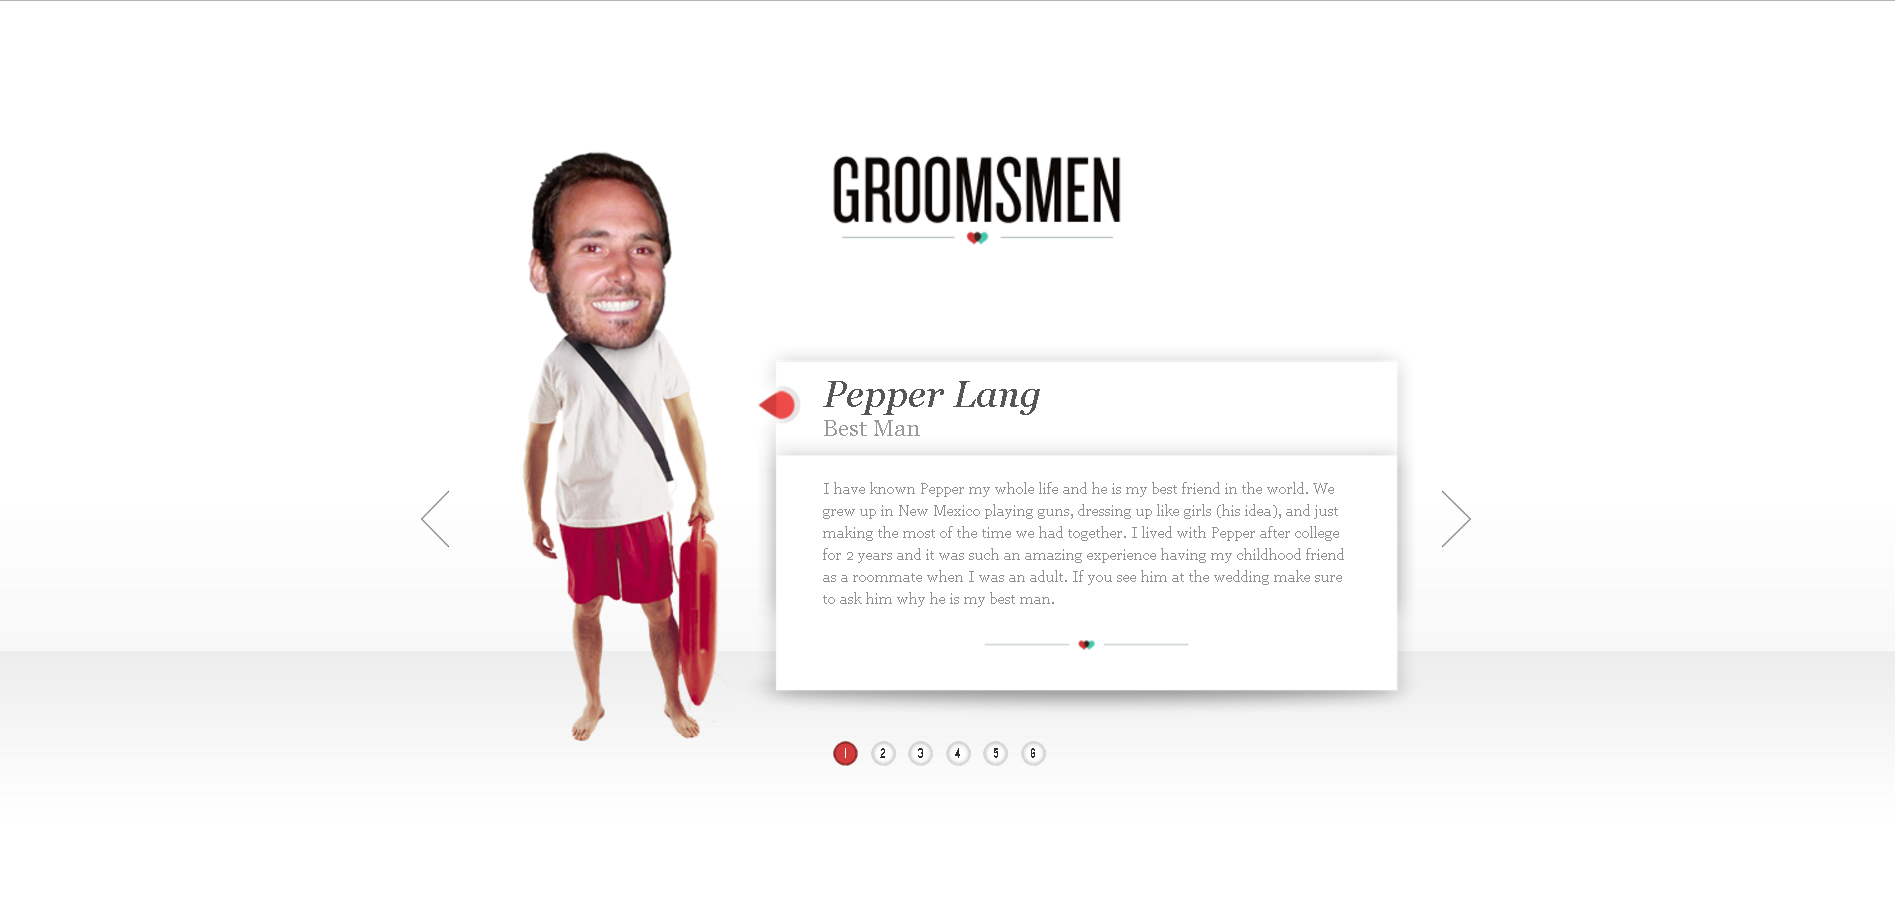 GROOMSMEN
Pepper Lang
Best Man
I have known Pepper my whole life and he is my best friend in the world. We
grew up in New Mexico playing guns, dressing up like girls (his idea), and just
making the most of the time we had together. I lived with Pepper after college
for 2 years and it was such an amazing experience having my childhood friend
as a roommate when I was an adult. If you see him at the wedding make sure
to ask him why he is my best man.
1 2 3 4 5 6